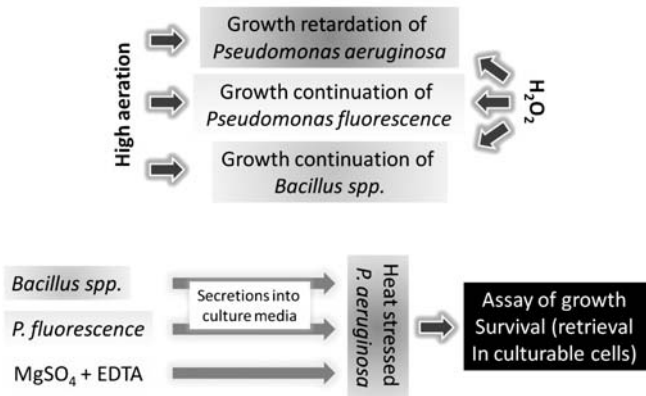 High aeration
Growth retardation of
Pseudomonas aeruginosa
Growth continuation of
Pseudomonas fluorescence
Growth continuation of
Bacillus spp.
H₂O₂
Bacillus spp.
P. fluorescence
MgSO₄ + EDTA
Secretions into
culture media
Heat stressed
P. aeruginosa
Assay of growth
Survival (retrieval
In culturable cells)